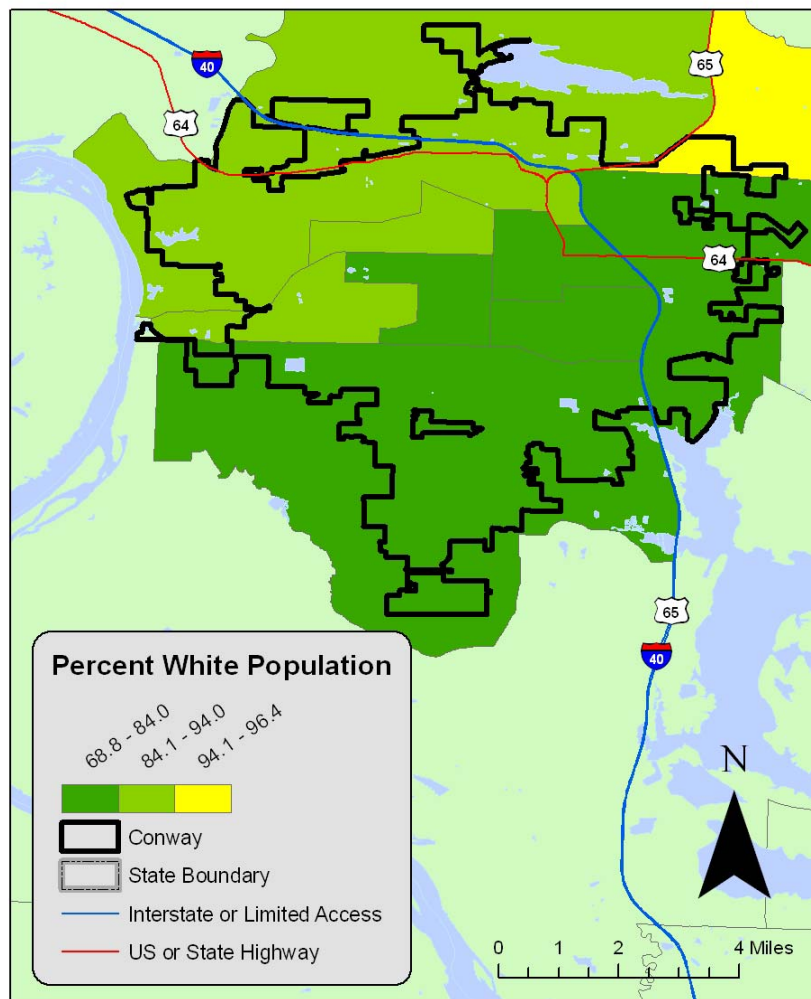 40
65
64
64
65
40
Percent White Population
68.8 - 84.0
84.1 - 94.0
94.1 - 96.4
Conway
State Boundary
Interstate or Limited Access
US or State Highway
N
0 1 2 4 Miles